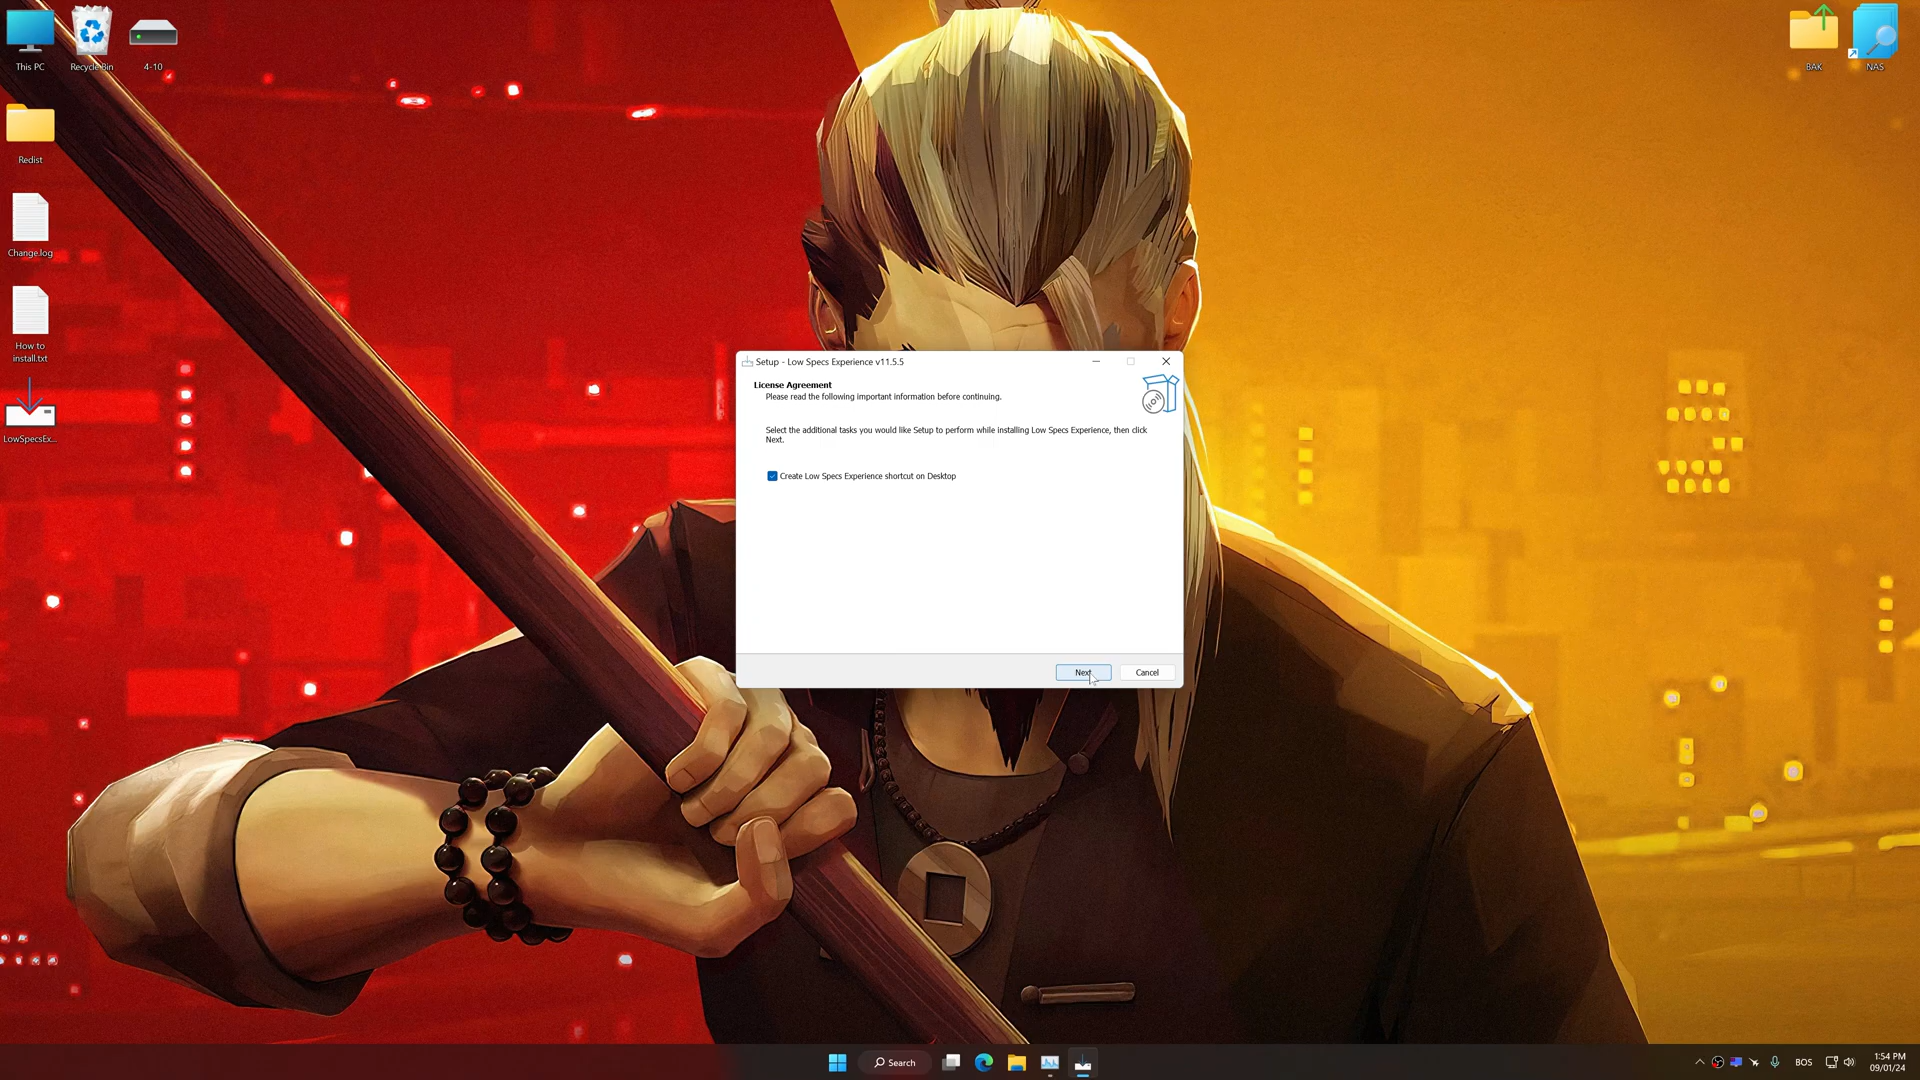 This PC
Recycle Bin
4-10
BAK
NAS
Redist
Change.log
How to
install.txt
LowSpecsEx...
Setup - Low Specs Experience v11.5.5
License Agreement
Please read the following important information before continuing.
Select the additional tasks you would like Setup to perform while installing Low Specs Experience, then click
Next.
Create Low Specs Experience shortcut on Desktop
Next
Cancel
Search
BOS
1:54 PM
09/01/24